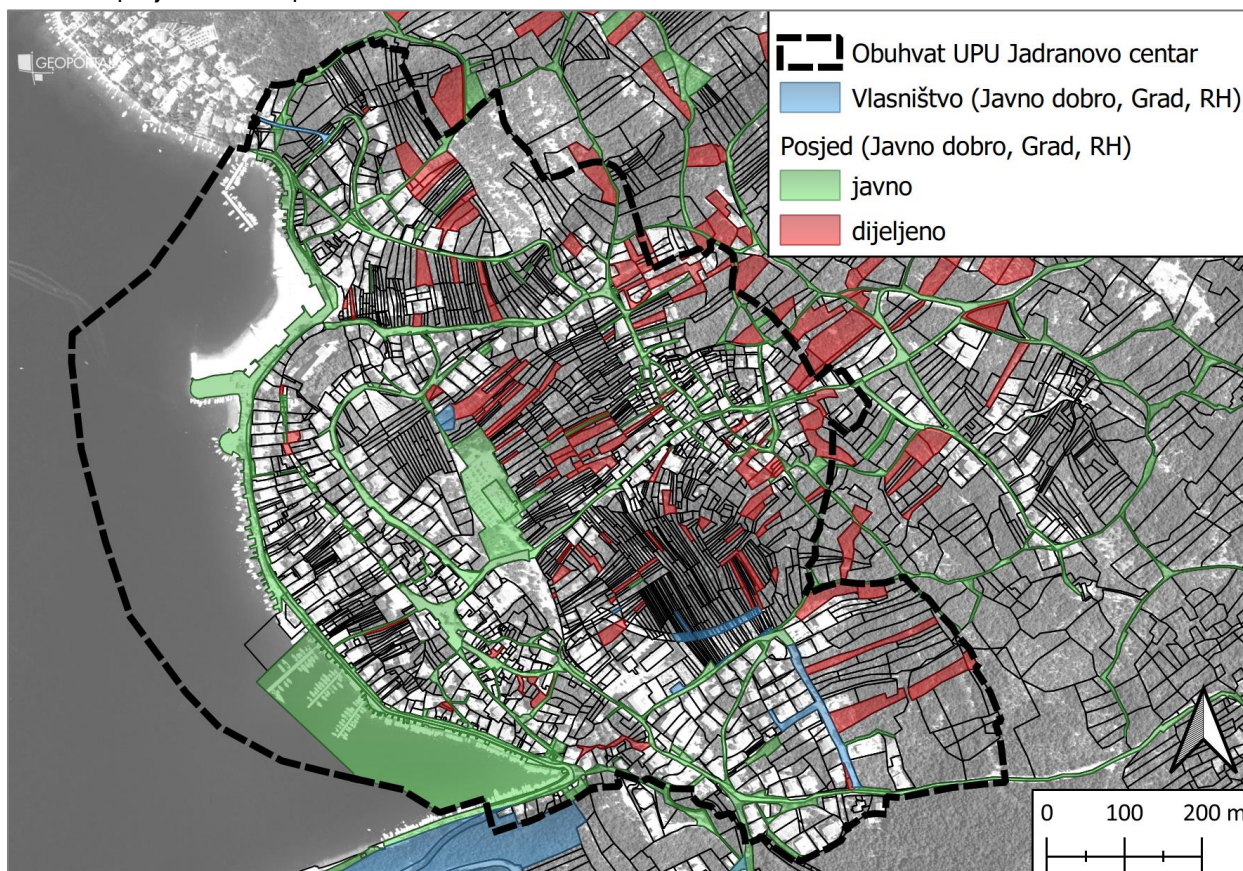 GEOPORTAL
Obuhvat UPU Jadranovo centar
Vlasništvo (Javno dobro, Grad, RH)
Posjed (Javno dobro, Grad, RH)
javno
dijeljeno
0 100 200 m